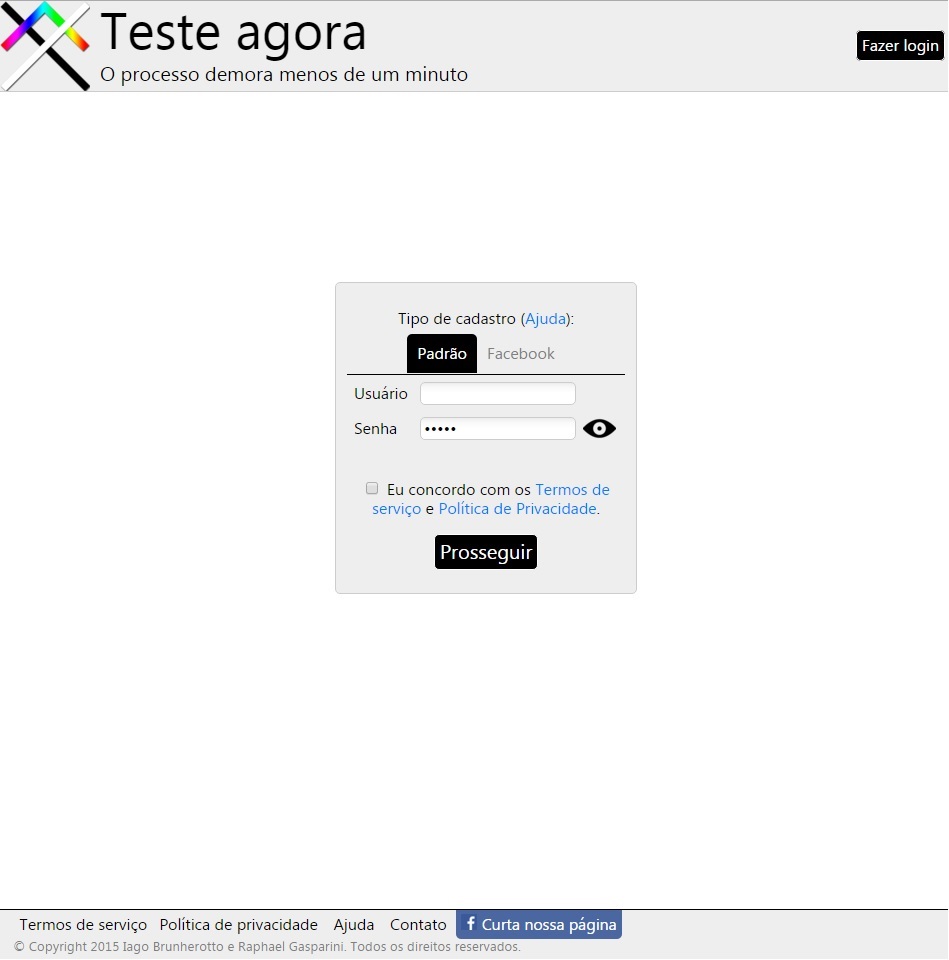 Teste agora
O processo demora menos de um minuto
Fazer login
Tipo de cadastro (Ajuda):
Padrão Facebook
Usuário
Senha •••••
Eu concordo com os Termos de
serviço e Política de Privacidade.
Prosseguir
Termos de serviço Política de privacidade Ajuda Contato f Curta nossa página
© Copyright 2015 Iago Brunherotto e Raphael Gasparini. Todos os direitos reservados.